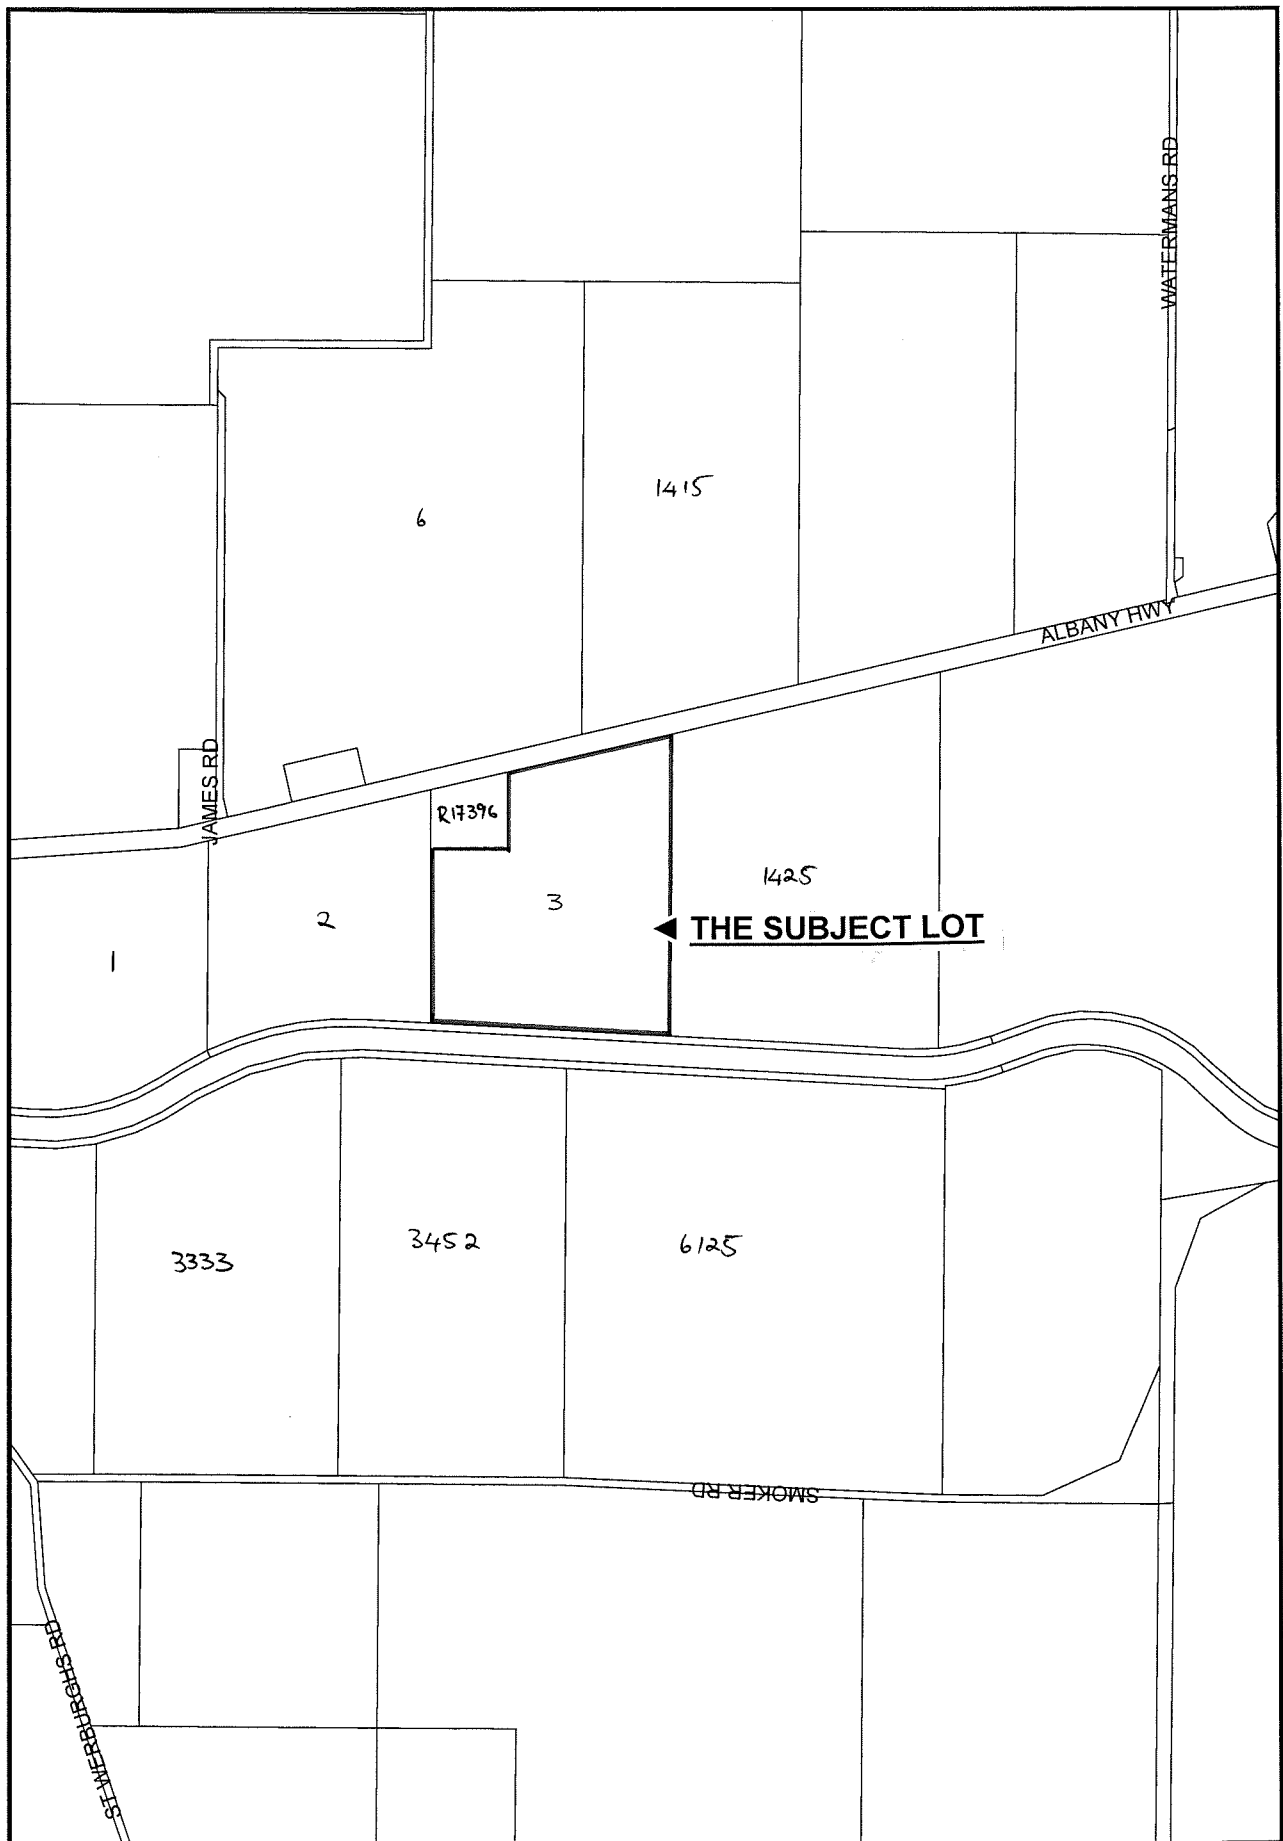 WATERMANS RD
1415
6
ALBANY HWY
JAMES RD
R17396
1425
3
2
THE SUBJECT LOT
1
3452
6125
3333
SMOKER RD
ST WERBURGHS RD